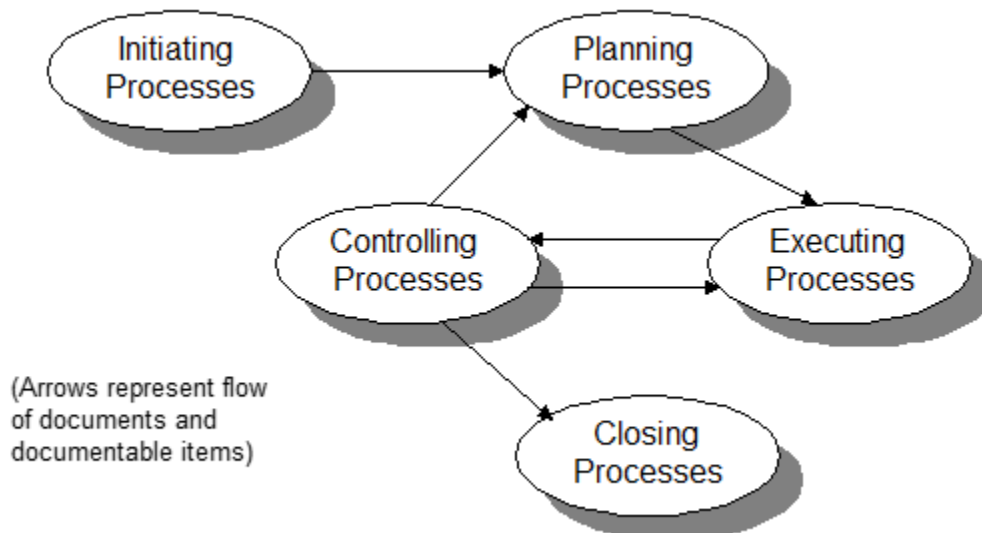 Initiating
Processes
Planning
Processes
Controlling
Processes
Executing
Processes
(Arrows represent flow
of documents and
documentable items)
Closing
Processes